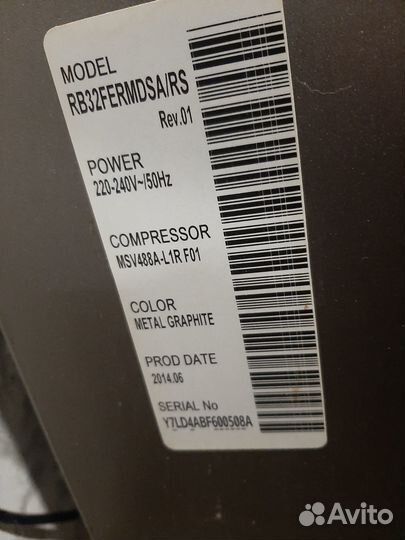 MODEL
RB32FERMDSA/RS
Rev.01
POWER
220-240V~/50Hz
COMPRESSOR
MSV488A-L1R F01
COLOR
METAL GRAPHITE
PROD DATE
2014.06
SERIAL No
Y7LD4ABF600508A
Avito